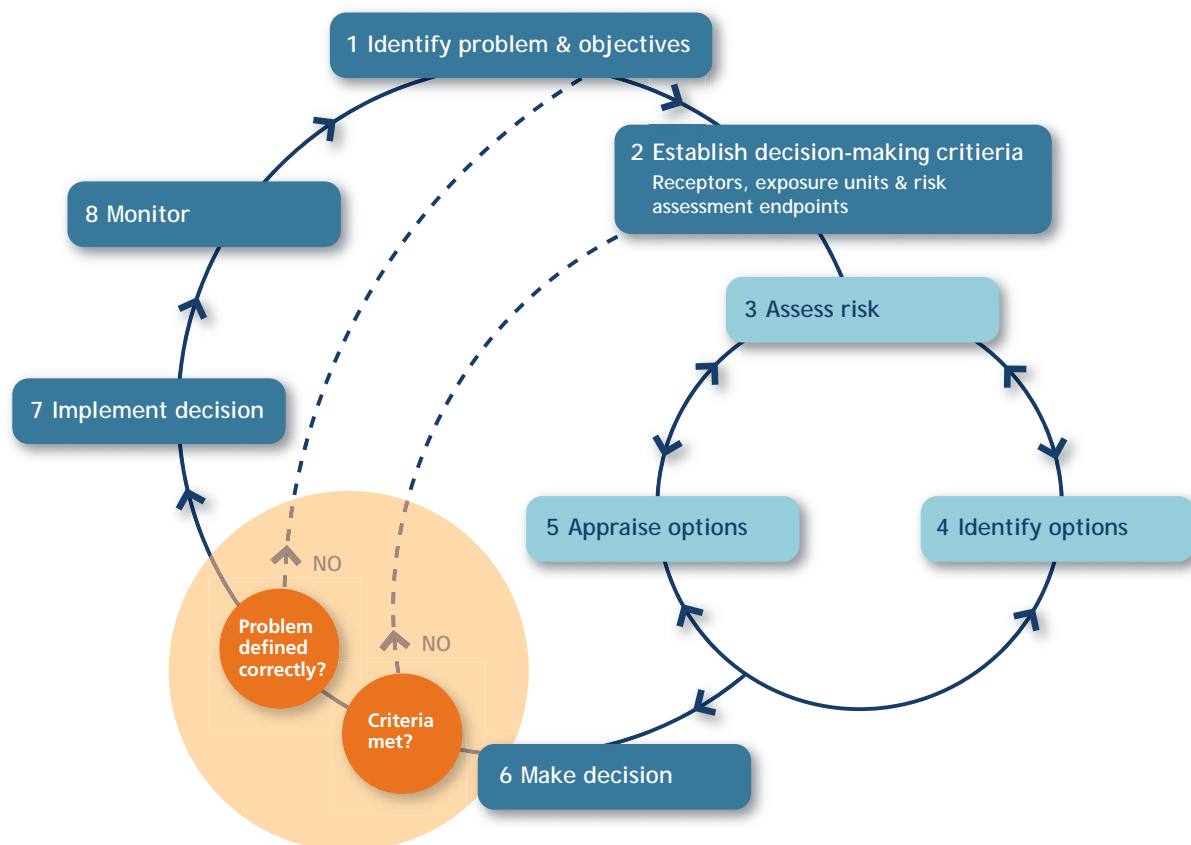 1 Identify problem & objectives
2 Establish decision-making critieria
Receptors, exposure units & risk
assessment endpoints
8 Monitor
3 Assess risk
7 Implement decision
5 Appraise options
4 Identify options
NO
Problem
defined
correctly?
NO
Criteria
met?
6 Make decision